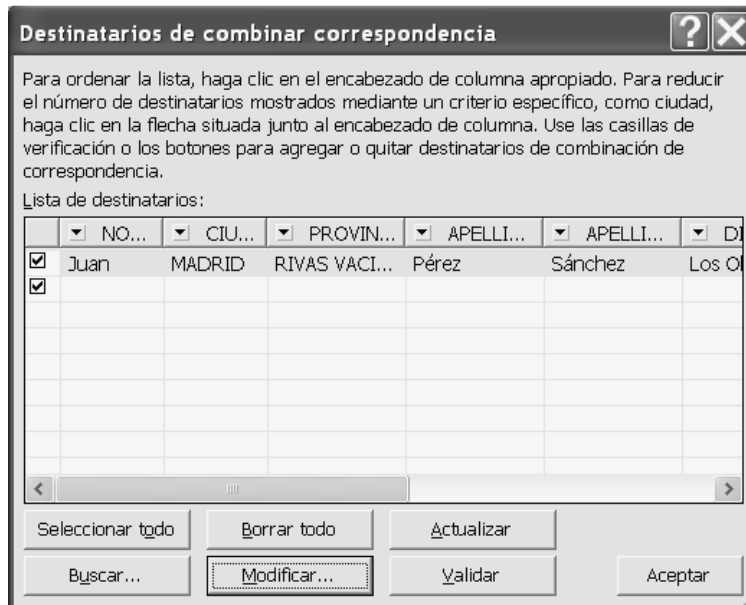 Destinatarios de combinar correspondencia
Para ordenar la lista, haga clic en el encabezado de columna apropiado. Para reducir
el número de destinatarios mostrados mediante un criterio específico, como ciudad,
haga clic en la flecha situada junto al encabezado de columna. Use las casillas de
verificación o los botones para agregar o quitar destinatarios de combinación de
correspondencia.
Lista de destinatarios:
NO... CIU... PROVIN... APELLI... APELLI... DI
Juan MADRID RIVAS VACI... Pérez Sánchez Los Ol
Seleccionar todo Borrar todo Actualizar
Buscar... Modificar... Validar Aceptar